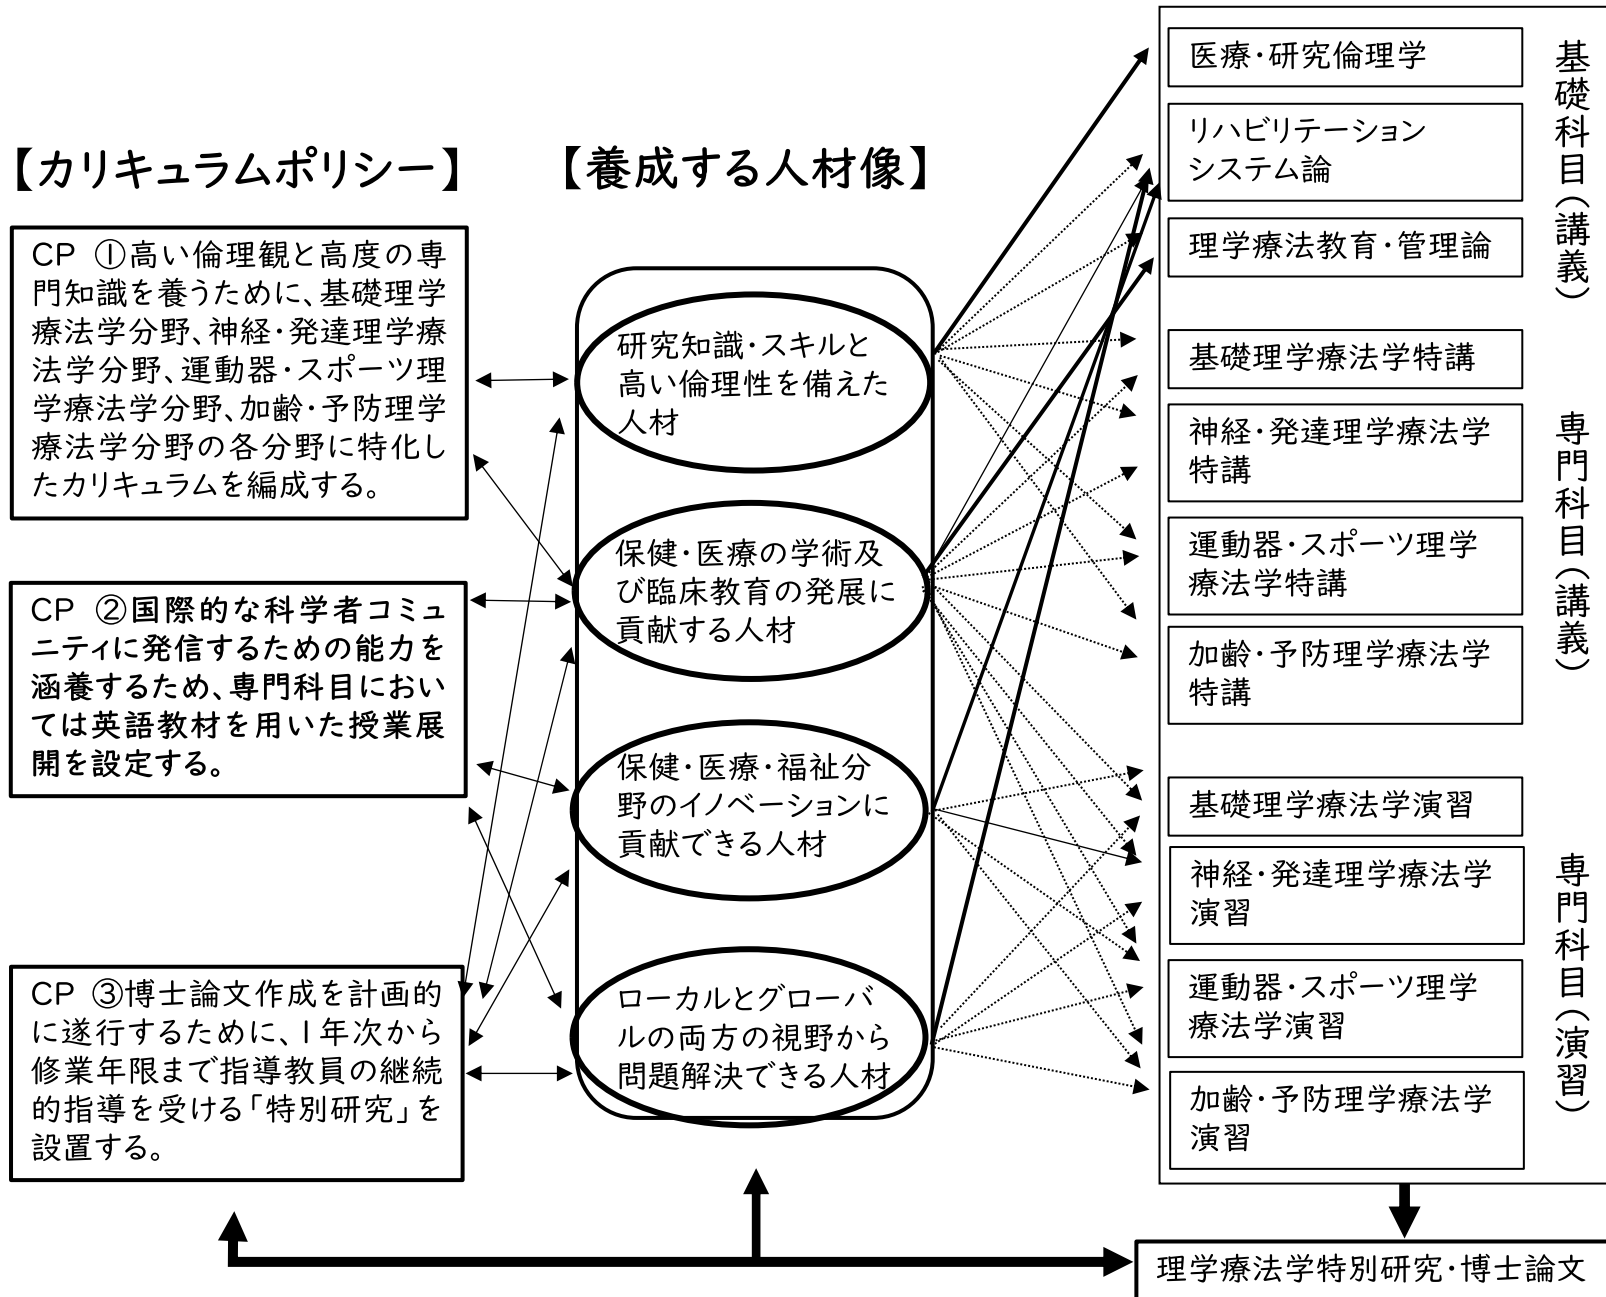 【カリキュラムポリシー】
CP ①高い倫理観と高度の専
門知識を養うために、基礎理学
療法学分野、神経・発達理学療
法学分野、運動器・スポーツ理
学療法学分野、加齢・予防理学
療法学分野の各分野に特化し
たカリキュラムを編成する。
CP ②国際的な科学者コミュ
ニティに発信するための能力を
涵養するため、専門科目におい
ては英語教材を用いた授業展
開を設定する。
CP ③博士論文作成を計画的
に遂行するために、1年次から
修業年限まで指導教員の継続
的指導を受ける「特別研究」を
設置する。
【養成する人材像】
研究知識・スキルと
高い倫理性を備えた
人材
保健・医療の学術及
び臨床教育の発展に
貢献する人材
保健・医療・福祉分
野のイノベーションに
貢献できる人材
ローカルとグローバ
ルの両方の視野から
問題解決できる人材
基礎科目（講義）
医療・研究倫理学
リハビリテーション
システム論
理学療法教育・管理論
専門科目（講義）
基礎理学療法学特講
神経・発達理学療法学
特講
運動器・スポーツ理学
療法学特講
加齢・予防理学療法学
特講
専門科目（演習）
基礎理学療法学演習
神経・発達理学療法学
演習
運動器・スポーツ理学
療法学演習
加齢・予防理学療法学
演習
理学療法学特別研究・博士論文